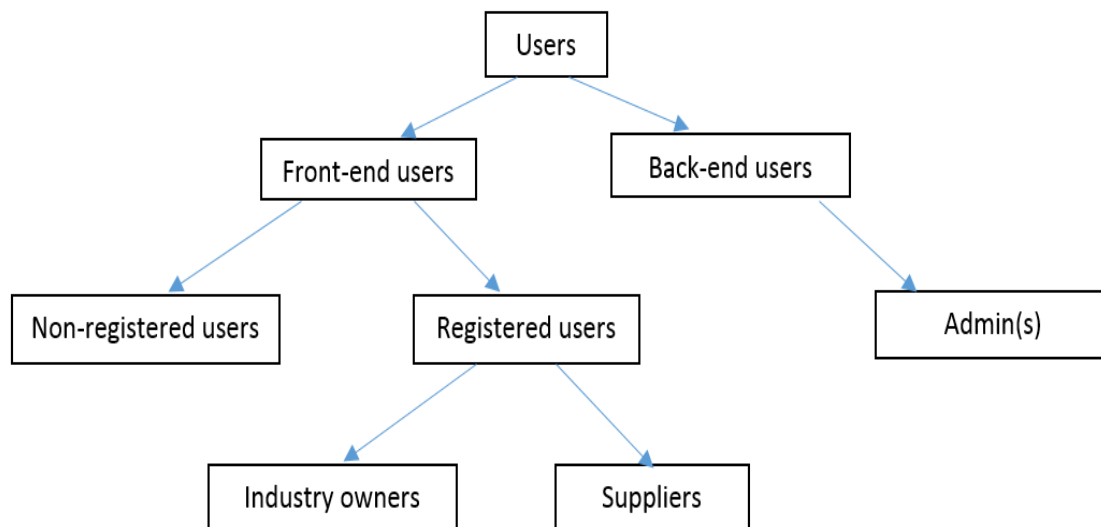 Users
Front-end users
Back-end users
Non-registered users
Registered users
Admin(s)
Industry owners
Suppliers